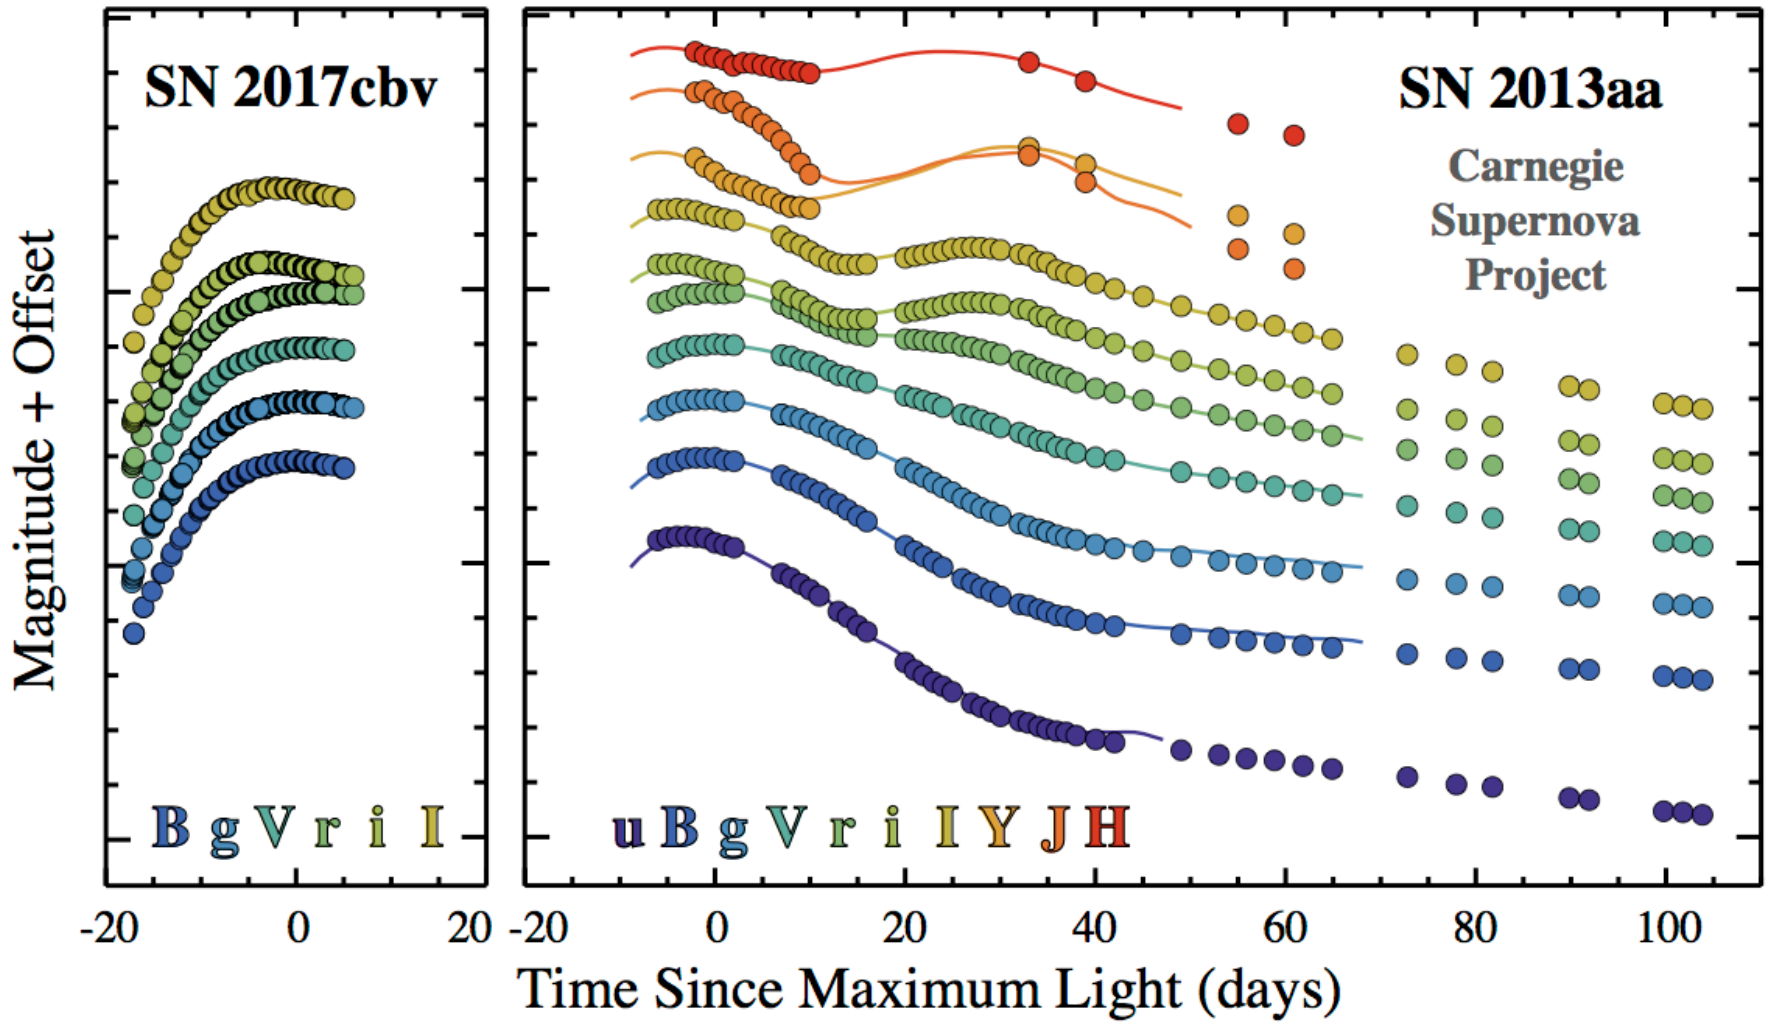 SN 2017cbv
SN 2013aa
Carnegie
Supernova
Project
Magnitude + Offset
B g V r i I
u B g V r i I Y J H
-20 0 20
-20 0 20 40 60 80 100
Time Since Maximum Light (days)